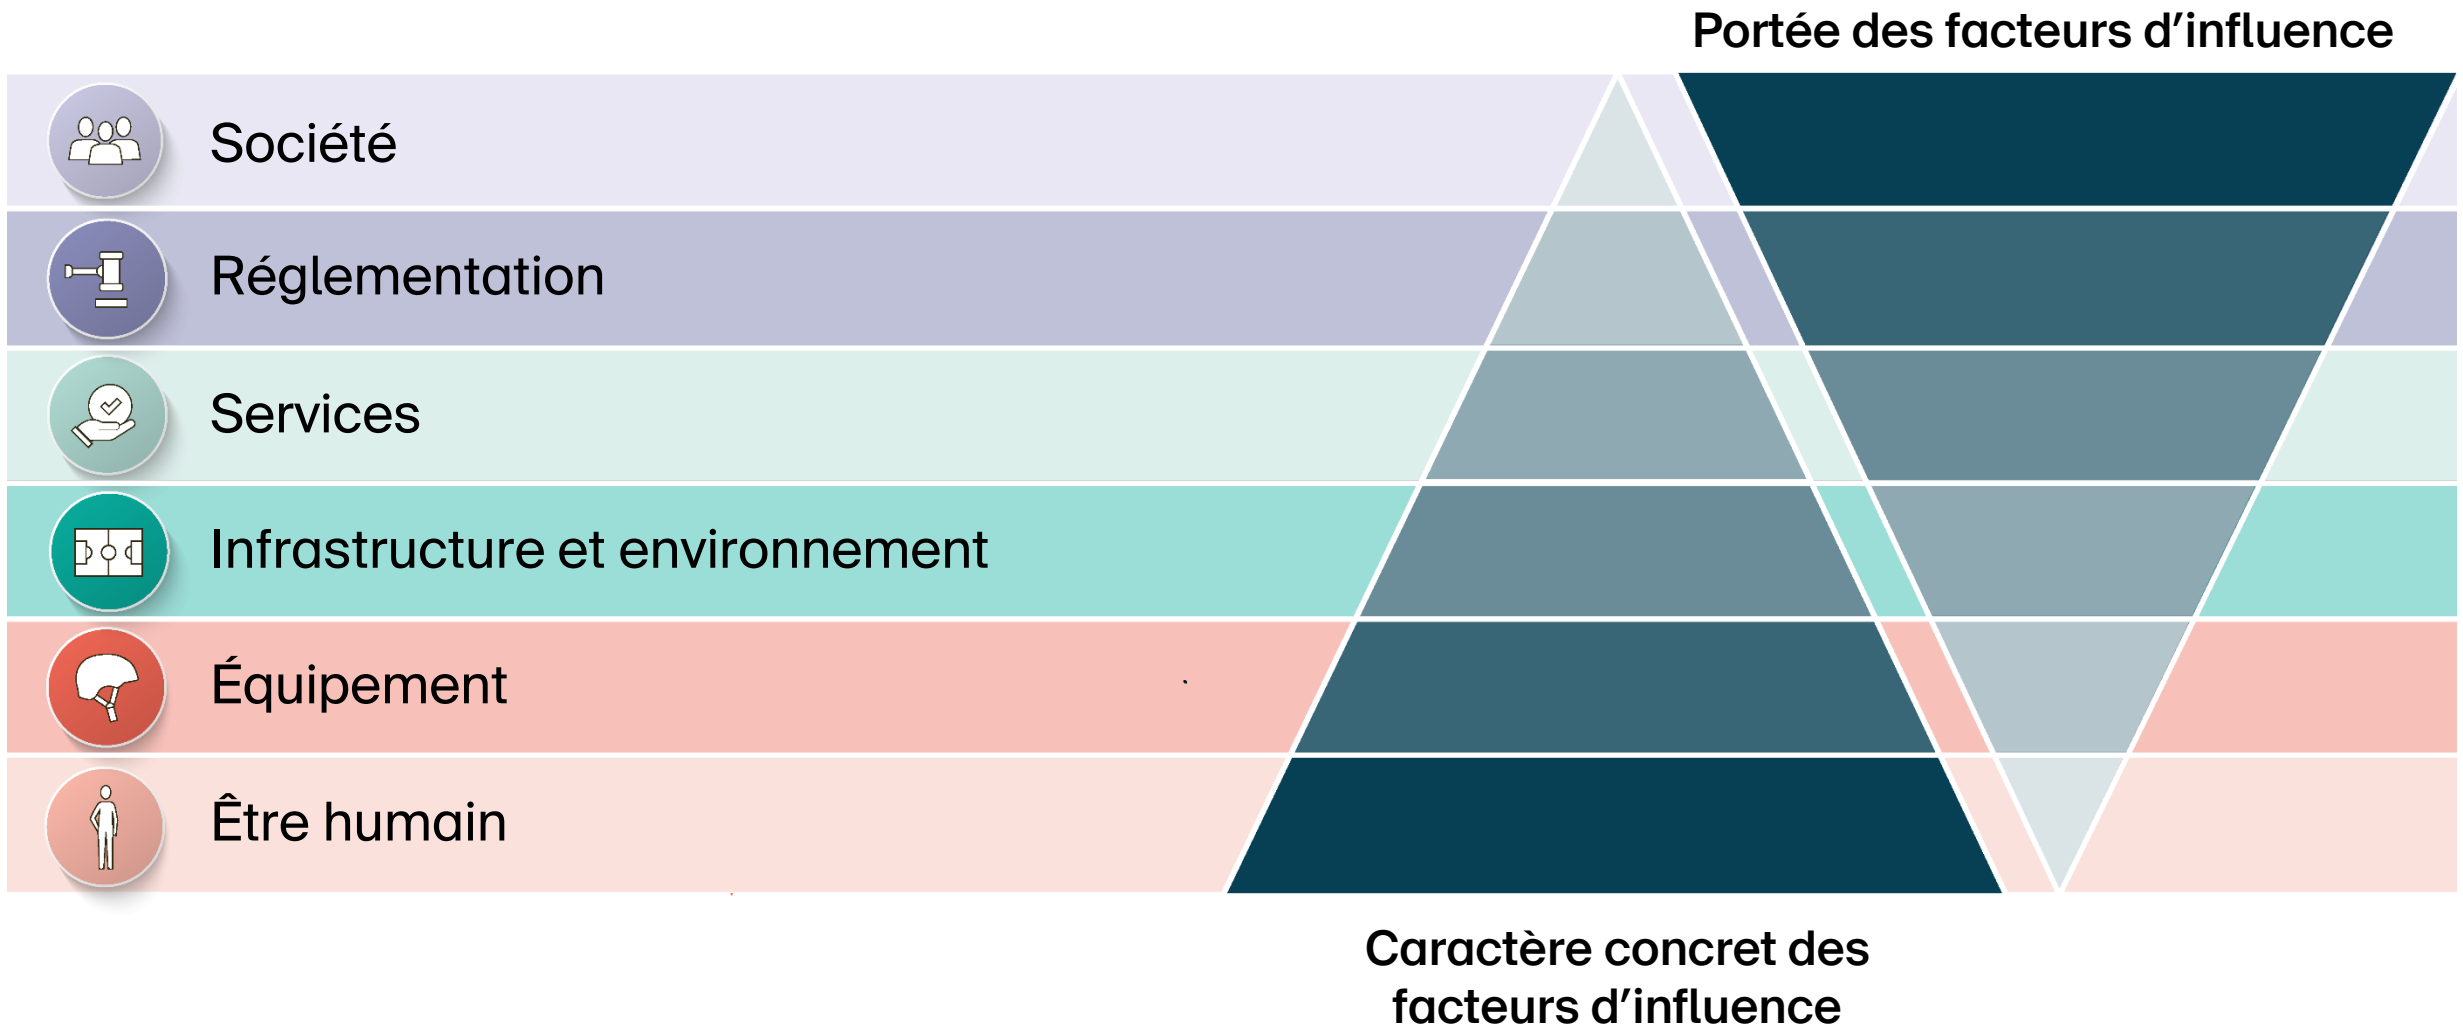 Portée des facteurs d’influence
Société
Réglementation
Services
Infrastructure et environnement
Équipement
Être humain
Caractère concret des
facteurs d’influence